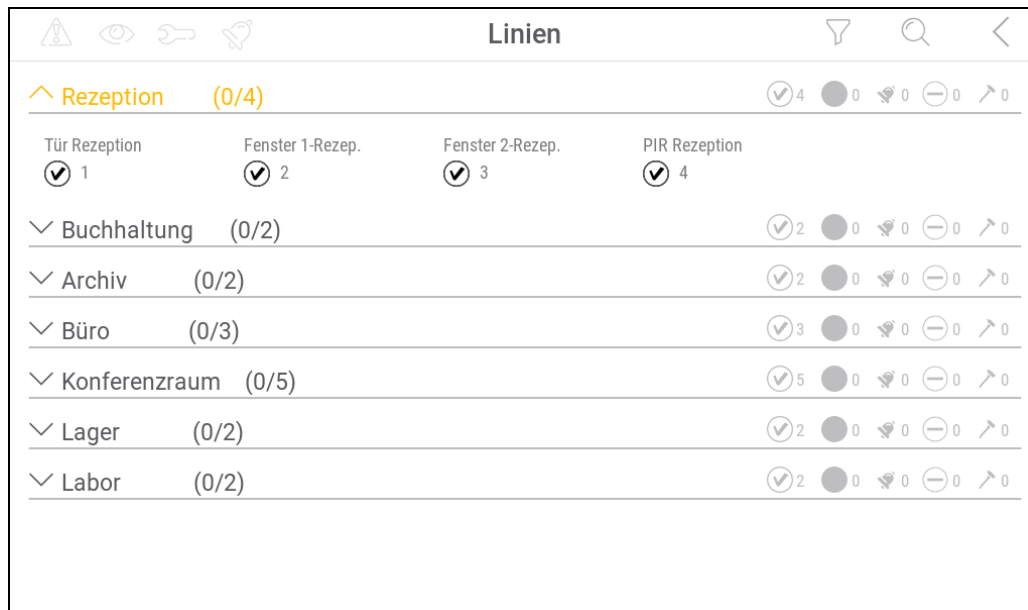 Linien
Rezeption (0/4) 4 0 0 0 0
Tür Rezeption Fenster 1-Rezep. Fenster 2-Rezep. PIR Rezeption
1 2 3 4
Buchhaltung (0/2) 2 0 0 0 0
Archiv (0/2) 2 0 0 0 0
Büro (0/3) 3 0 0 0 0
Konferenzraum (0/5) 5 0 0 0 0
Lager (0/2) 2 0 0 0 0
Labor (0/2) 2 0 0 0 0